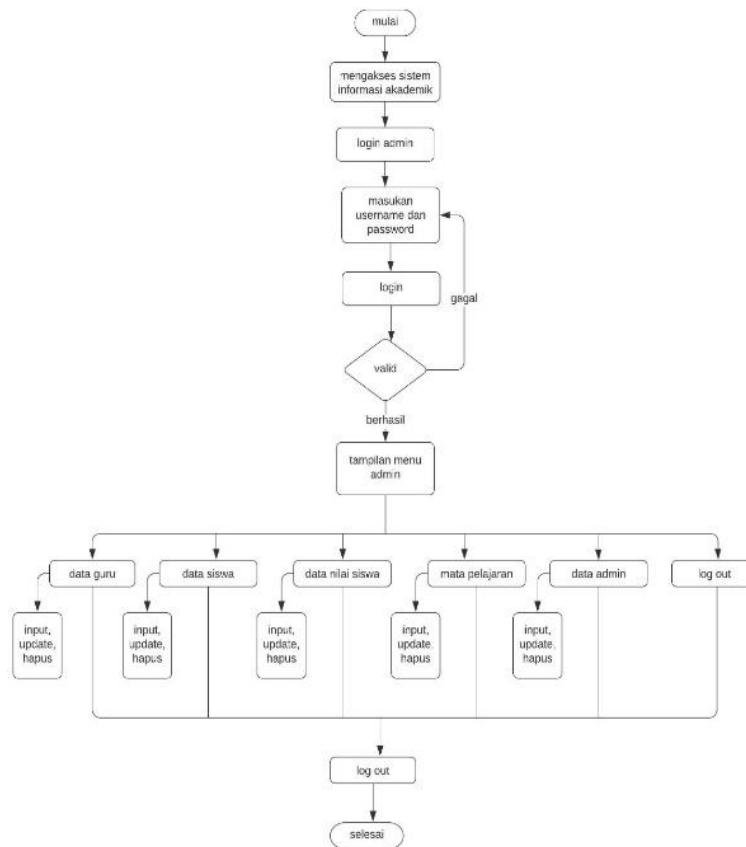 mulai
mengakses sistem
informasi akademik
login admin
masukan
username dan
password
login
gagal
valid
berhasil
tampilan menu
admin
data guru
data siswa
data nilai siswa
mata pelajaran
data admin
log out
input,
update,
hapus
input,
update,
hapus
input,
update,
hapus
input,
update,
hapus
input,
update,
hapus
log out
selesai